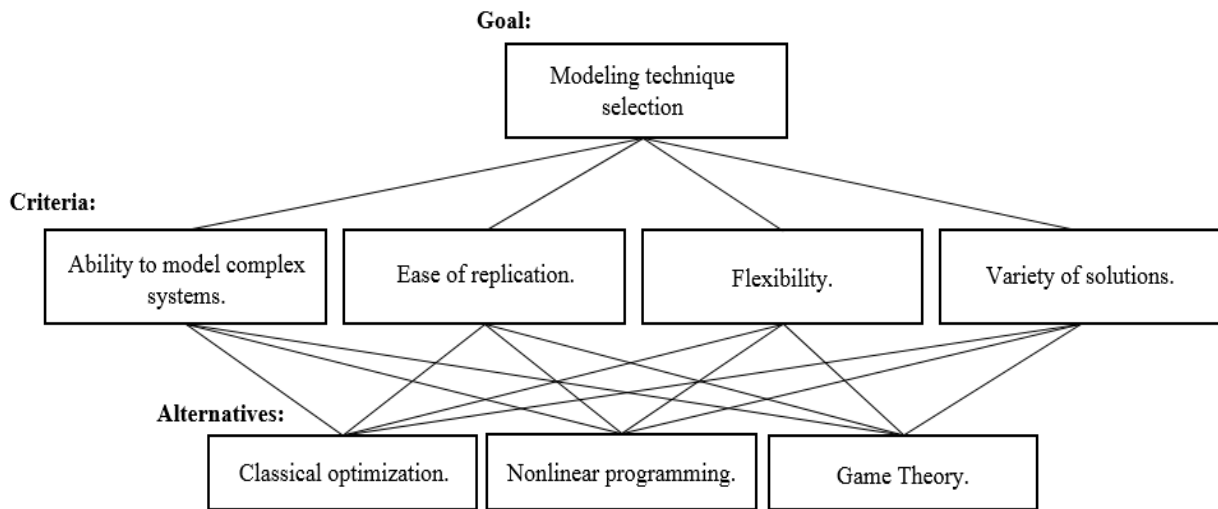 Goal:
Modeling technique
selection
Criteria:
Ability to model complex
systems.
Ease of replication.
Flexibility.
Variety of solutions.
Alternatives:
Classical optimization.
Nonlinear programming.
Game Theory.